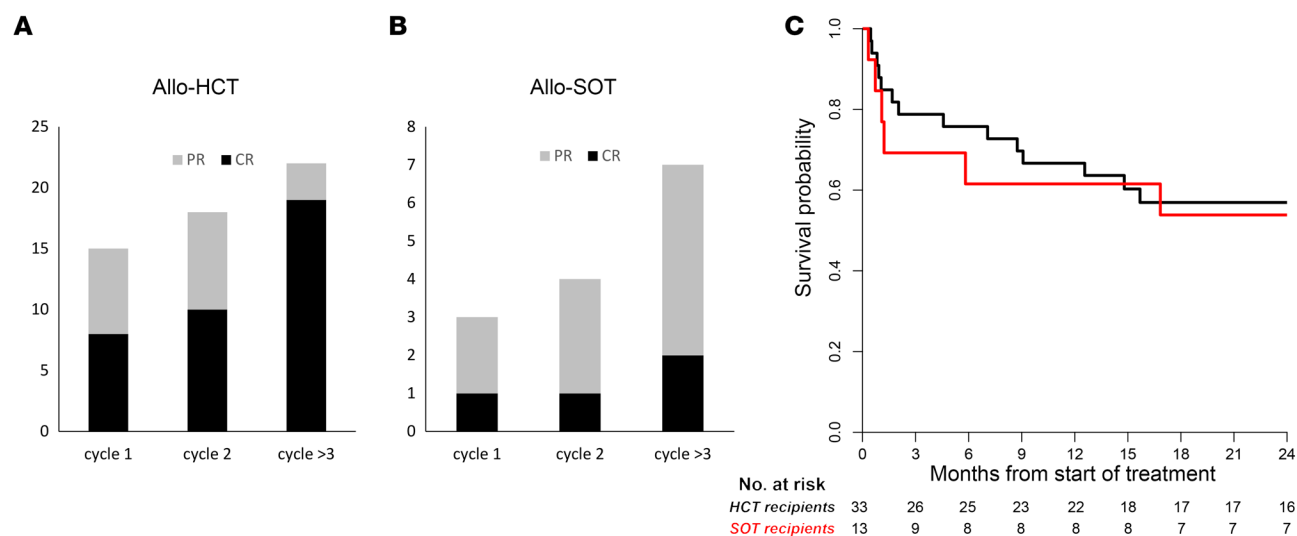 A
Allo-HCT
25
20
15
10
5
0
PR CR
cycle 1 cycle 2 cycle >3
B
Allo-SOT
8
7
6
5
4
3
2
1
0
PR CR
cycle 1 cycle 2 cycle >3
C
Survival probability
1.0
0.8
0.6
0.4
0.2
0.0
0 3 6 9 12 15 18 21 24
Months from start of treatment
No. at risk
HCT recipients 33 26 25 23 22 18 17 17 16
SOT recipients 13 9 8 8 8 8 7 7 7